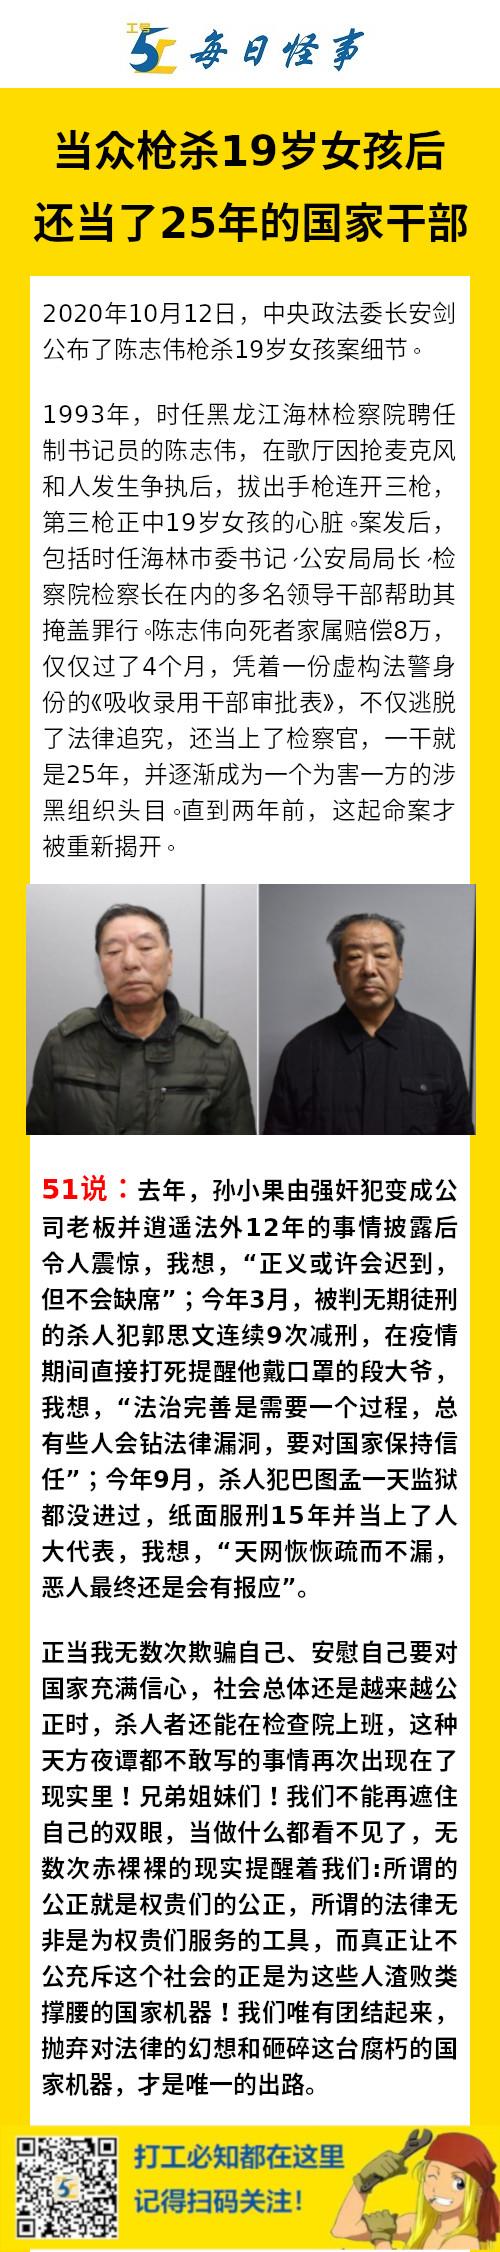 工号
51
每日怪事
当众枪杀19岁女孩后
还当了25年的国家干部
2020年10月12日，中央政法委长安剑
公布了陈志伟枪杀19岁女孩案细节。
1993年，时任黑龙江海林检察院聘任
制书记员的陈志伟，在歌厅因抢麦克风
和人发生争执后，拔出手枪连开三枪，
第三枪正中19岁女孩的心脏。案发后，
包括时任海林市委书记、公安局局长、检
察院检察长在内的多名领导干部帮助其
掩盖罪行。陈志伟向死者家属赔偿8万，
仅仅过了4个月，凭着一份虚构法警身
份的《吸收录用干部审批表》，不仅逃脱
了法律追究，还当上了检察官，一干就
是25年，并逐渐成为一个为害一方的涉
黑组织头目。直到两年前，这起命案才
被重新揭开。
51说：去年，孙小果由强奸犯变成公
司老板并逍遥法外12年的事情披露后
令人震惊，我想，“正义或许会迟到，
但不会缺席”；今年3月，被判无期徒刑
的杀人犯郭思文连续9次减刑，在疫情
期间直接打死提醒他戴口罩的段大爷，
我想，“法治完善是需要一个过程，总
有些人会钻法律漏洞，要对国家保持信
任”；今年9月，杀人犯巴图孟一天监狱
都没进过，纸面服刑15年并当上了人
大代表，我想，“天网恢恢疏而不漏，
恶人最终还是会有报应”。
正当我无数次欺骗自己、安慰自己要对
国家充满信心，社会总体还是越来越公
正时，杀人者还能在检查院上班，这种
天方夜谭都不敢写的事情再次出现在了
现实里！兄弟姐妹们！我们不能再遮住
自己的双眼，当做什么都看不见了，无
数次赤裸裸的现实提醒着我们:所谓的
公正就是权贵们的公正，所谓的法律无
非是为权贵们服务的工具，而真正让不
公充斥这个社会的正是为这些人渣败类
撑腰的国家机器！我们唯有团结起来，
抛弃对法律的幻想和砸碎这台腐朽的国
家机器，才是唯一的出路。
打工必知都在这里
记得扫码关注！